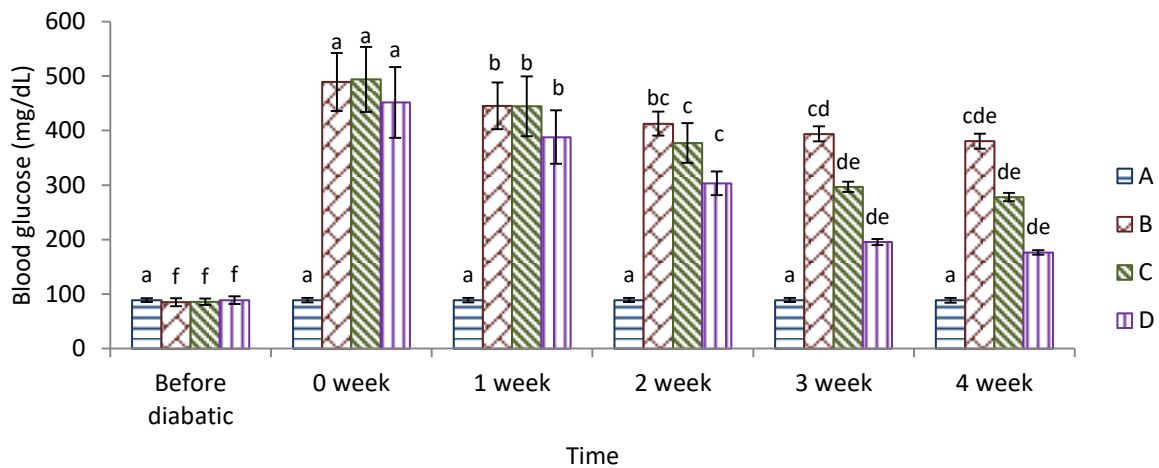 Blood glucose (mg/dL)
600
500
400
300
200
100
0
a f f f
a a a a
a b b b
a bc c c
a cd de de
a cde de de
Before diabatic
0 week
1 week
2 week
3 week
4 week
Time
A
B
C
D